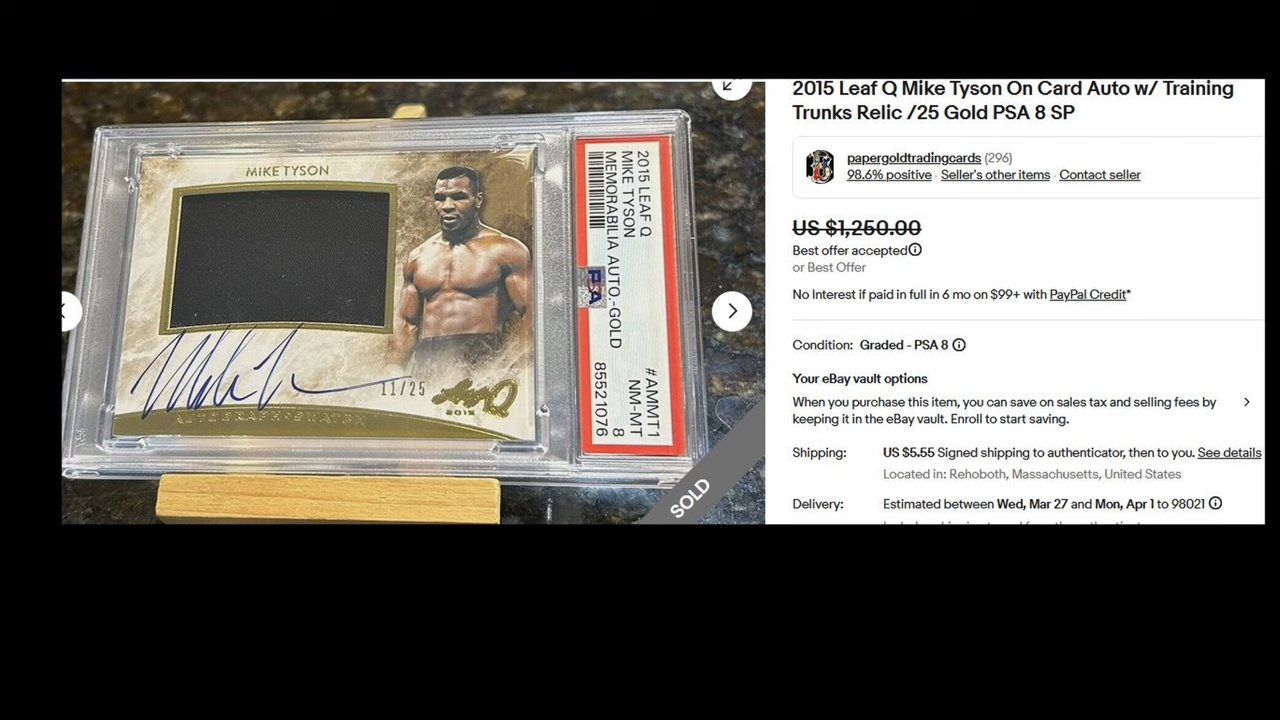 MIKE TYSON
11/25
Leaf Q
2015
AUTOGRAPH SWATCH
2015 LEAF Q
MIKE TYSON
MEMORABILIA AUTO.-GOLD
#AMMT1
NM-MT
8
85521076
PSA
SOLD
2015 Leaf Q Mike Tyson On Card Auto w/ Training
Trunks Relic /25 Gold PSA 8 SP
papergoldtradingcards (296)
98.6% positive · Seller's other items · Contact seller
US $1,250.00
Best offer accepted
or Best Offer
No Interest if paid in full in 6 mo on $99+ with PayPal Credit*
Condition: Graded - PSA 8
Your eBay vault options
When you purchase this item, you can save on sales tax and selling fees by
keeping it in the eBay vault. Enroll to start saving.
Shipping: US $5.55 Signed shipping to authenticator, then to you. See details
Located in: Rehoboth, Massachusetts, United States
Delivery: Estimated between Wed, Mar 27 and Mon, Apr 1 to 98021